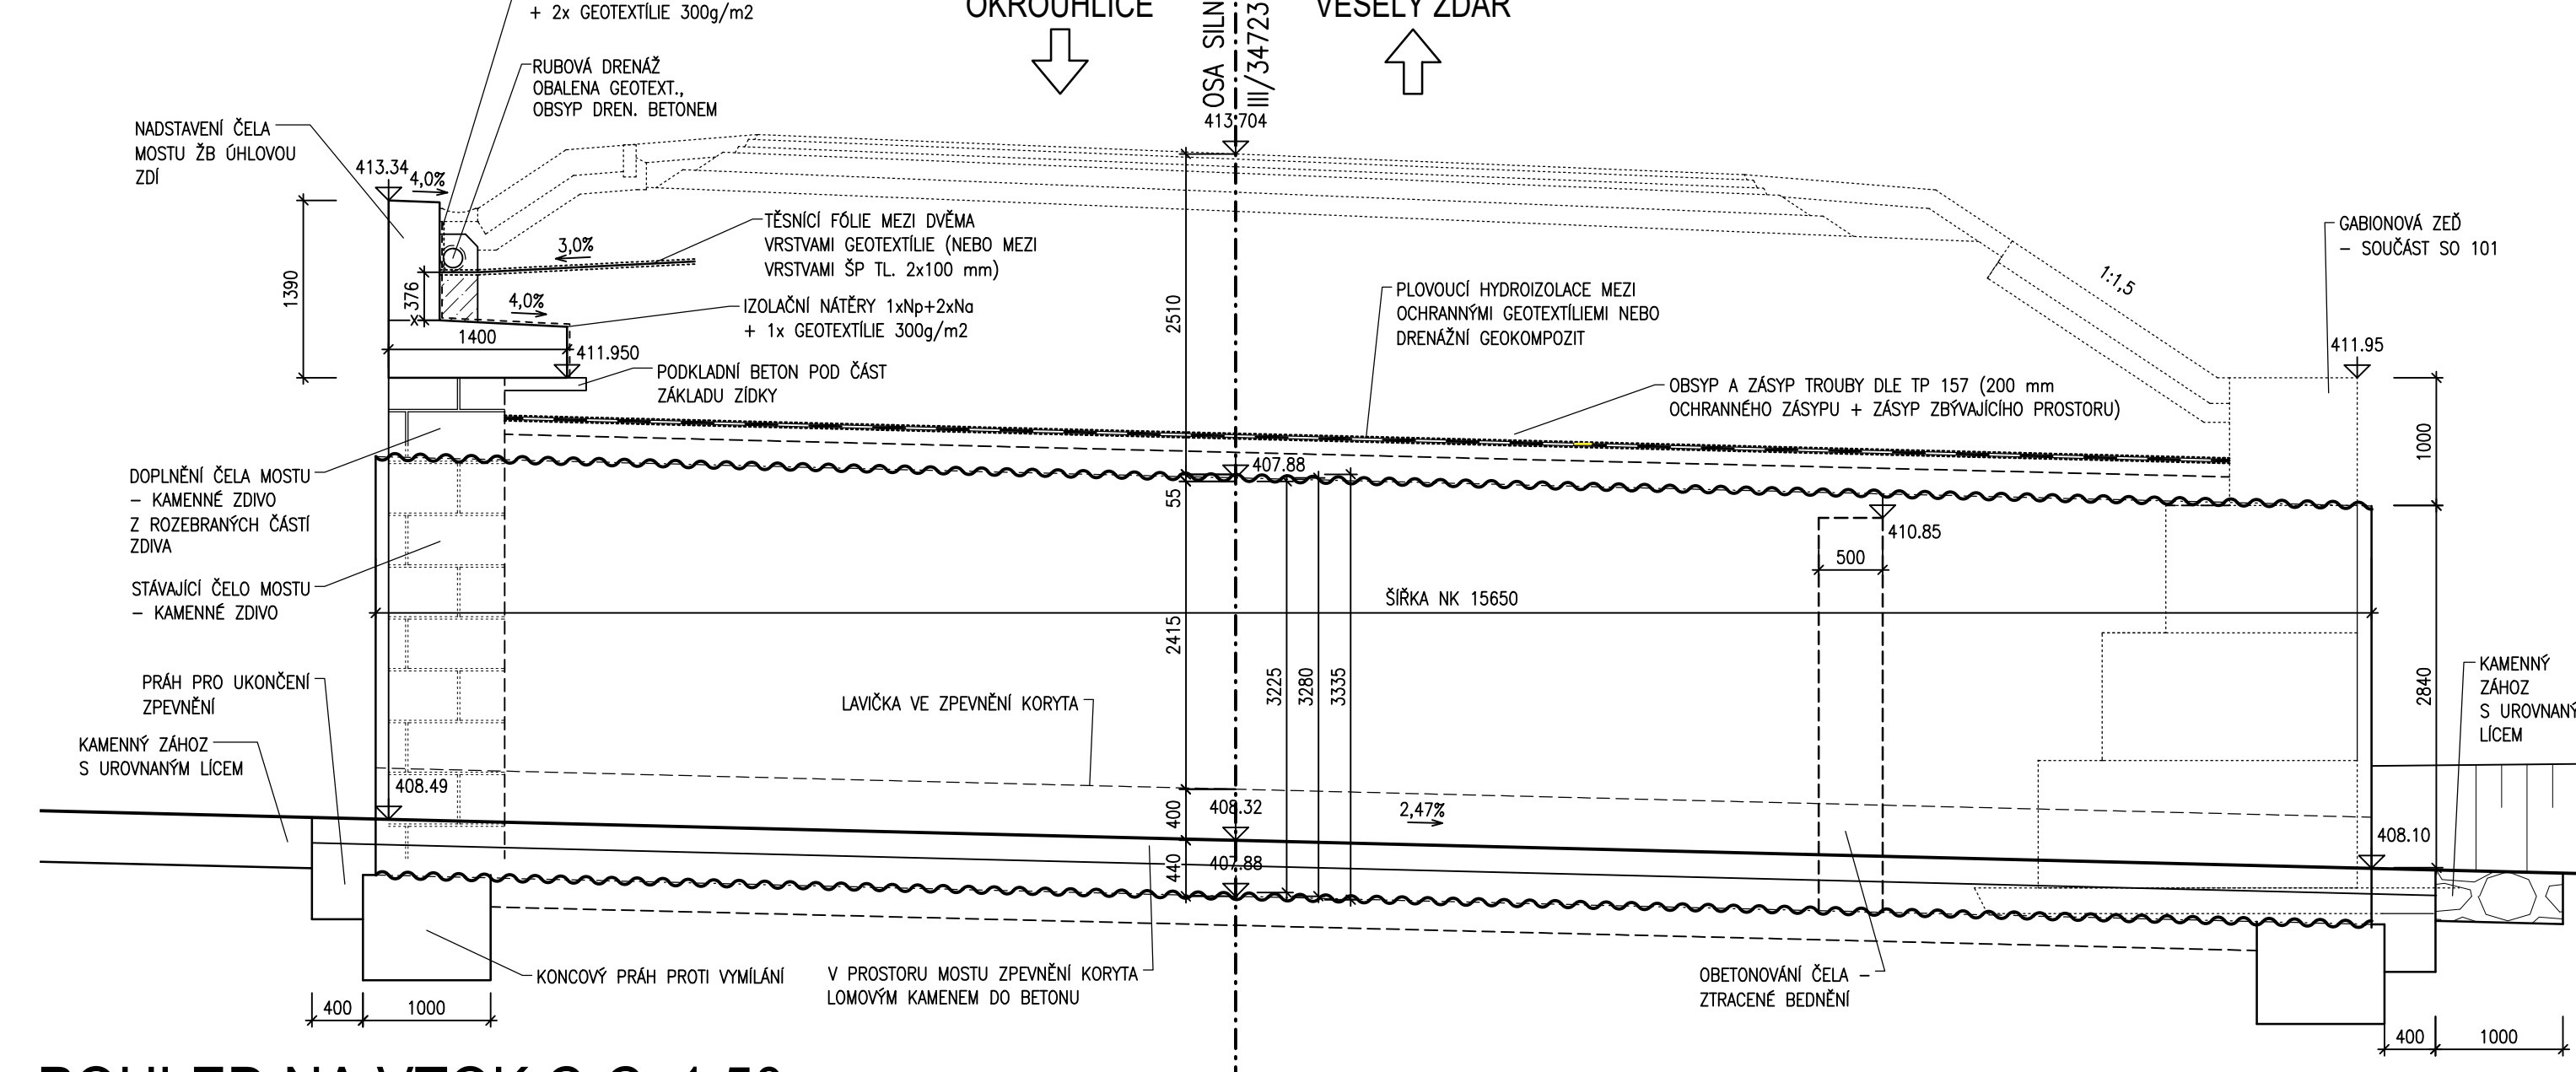 + 2x GEOTEXTÍLIE 300g/m2
OKROUHLICE
VESELÝ ŽĎÁR
OSA SILN
III/34723
RUBOVÁ DRENÁŽ
OBALENA GEOTEXT.,
OBSYP DREN. BETONEM
NADSTAVENÍ ČELA
MOSTU ŽB ÚHLOVOU
ZDÍ
413.34
4,0%
413.704
TĚSNÍCÍ FÓLIE MEZI DVĚMA
VRSTVAMI GEOTEXTÍLIE (NEBO MEZI
VRSTVAMI ŠP TL. 2x100 mm)
3,0%
GABIONOVÁ ZEĎ
– SOUČÁST SO 101
1:1,5
1390
376
4,0%
IZOLAČNÍ NÁTĚRY 1xNp+2xNa
+ 1x GEOTEXTÍLIE 300g/m2
2510
PLOVOUCÍ HYDROIZOLACE MEZI
OCHRANNÝMI GEOTEXTÍLIEMI NEBO
DRENÁŽNÍ GEOKOMPOZIT
1400
411.950
411.95
PODKLADNÍ BETON POD ČÁST
ZÁKLADU ZÍDKY
OBSYP A ZÁSYP TROUBY DLE TP 157 (200 mm
OCHRANNÉHO ZÁSYPU + ZÁSYP ZBÝVAJÍCÍHO PROSTORU)
1000
DOPLNĚNÍ ČELA MOSTU
– KAMENNÉ ZDIVO
Z ROZEBRANÝCH ČÁSTÍ
ZDIVA
407.88
55
410.85
500
STÁVAJÍCÍ ČELO MOSTU
– KAMENNÉ ZDIVO
ŠÍŘKA NK 15650
2415
3225
3280
3335
2840
PRÁH PRO UKONČENÍ
ZPEVNĚNÍ
LAVIČKA VE ZPEVNĚNÍ KORYTA
KAMENNÝ
ZÁHOZ
S UROVNANÝ
LÍCEM
KAMENNÝ ZÁHOZ
S UROVNANÝM LÍCEM
408.49
400
408.32
2,47%
408.10
440
407.88
KONCOVÝ PRÁH PROTI VYMÍLÁNÍ
V PROSTORU MOSTU ZPEVNĚNÍ KORYTA
LOMOVÝM KAMENEM DO BETONU
OBETONOVÁNÍ ČELA –
ZTRACENÉ BEDNĚNÍ
400
1000
400
1000
POHLED NA VTOK C-C, 1:50